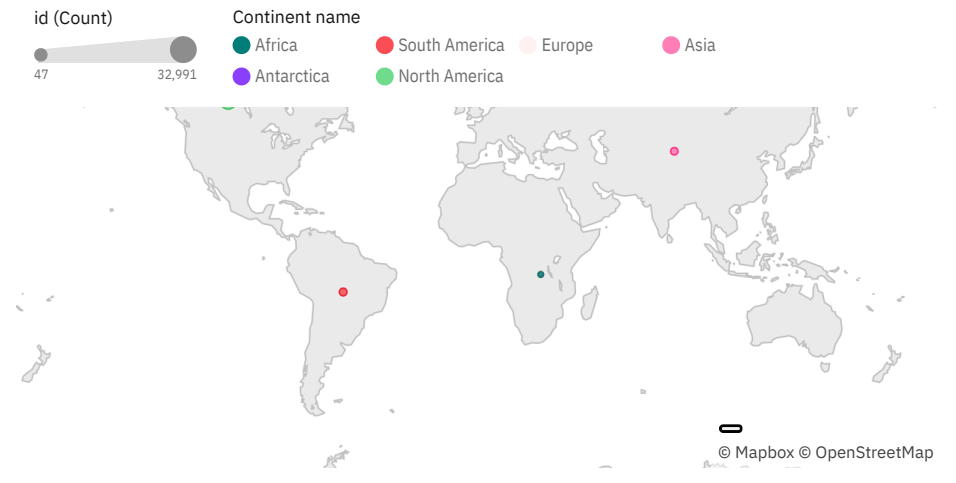 id (Count)
47 32,991
Continent name
Africa South America Europe Asia
Antarctica North America
© Mapbox © OpenStreetMap